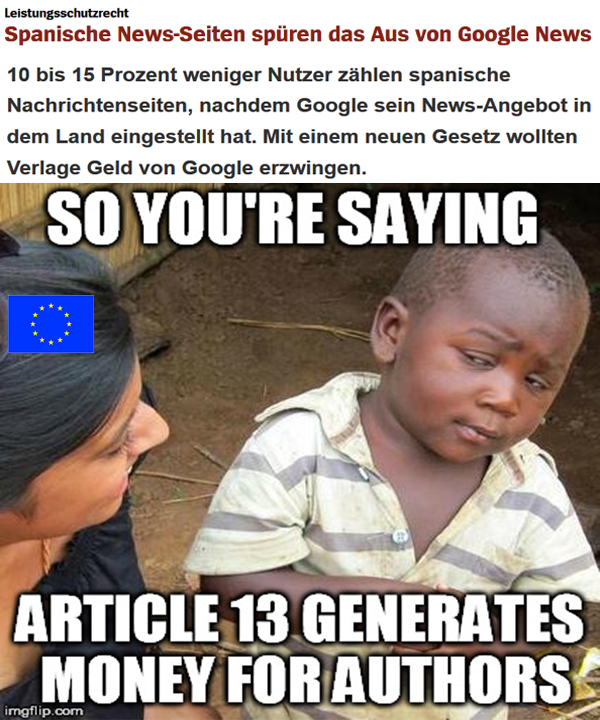 Leistungsschutzrecht
Spanische News-Seiten spüren das Aus von Google News
10 bis 15 Prozent weniger Nutzer zählen spanische
Nachrichtenseiten, nachdem Google sein News-Angebot in
dem Land eingestellt hat. Mit einem neuen Gesetz wollten
Verlage Geld von Google erzwingen.
SO YOU'RE SAYING
ARTICLE 13 GENERATES
MONEY FOR AUTHORS
imgflip.com